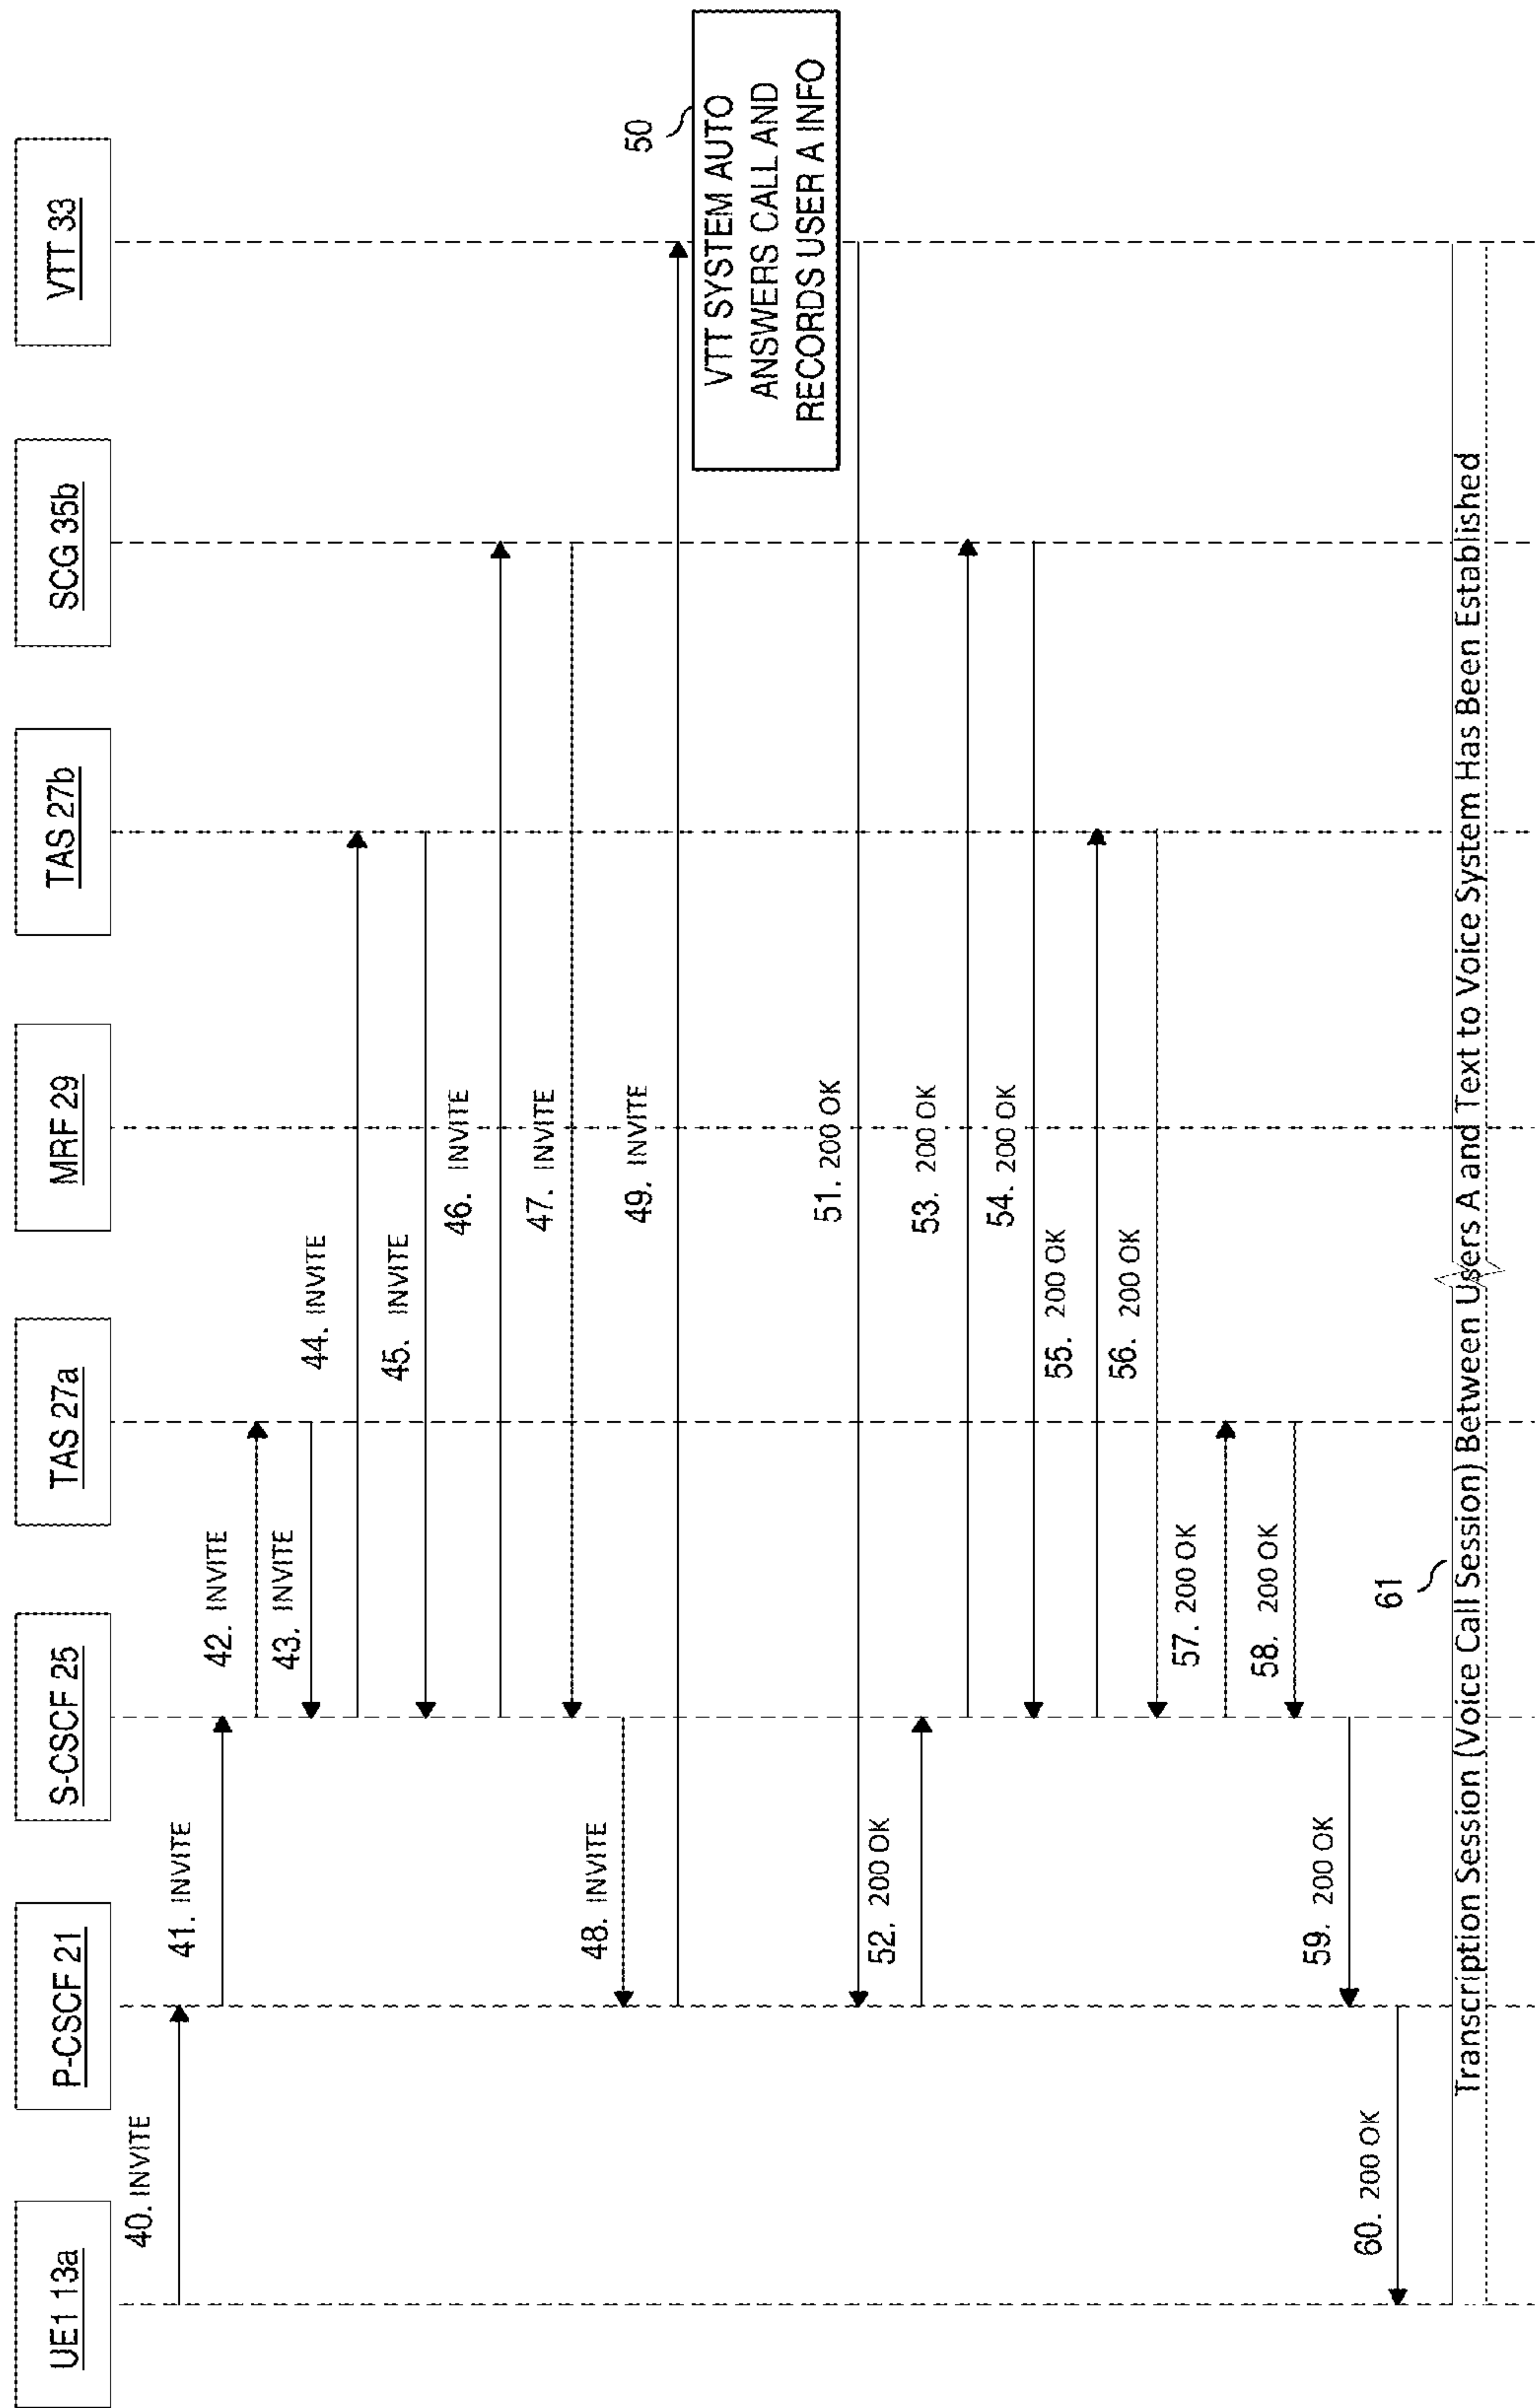 UE1 13a
P-CSCF 21
S-CSCF 25
TAS 27a
MRF 29
TAS 27b
SCG 35b
VTT 33
40. INVITE
41. INVITE
42. INVITE
43. INVITE
44. INVITE
45. INVITE
46. INVITE
47. INVITE
48. INVITE
49. INVITE
50
VTT SYSTEM AUTO
ANSWERS CALL AND
RECORDS USER A INFO
51. 200 OK
52. 200 OK
53. 200 OK
54. 200 OK
55. 200 OK
56. 200 OK
57. 200 OK
58. 200 OK
59. 200 OK
60. 200 OK
61
Transcription Session (Voice Call Session) Between Users A and Text to Voice System Has Been Established